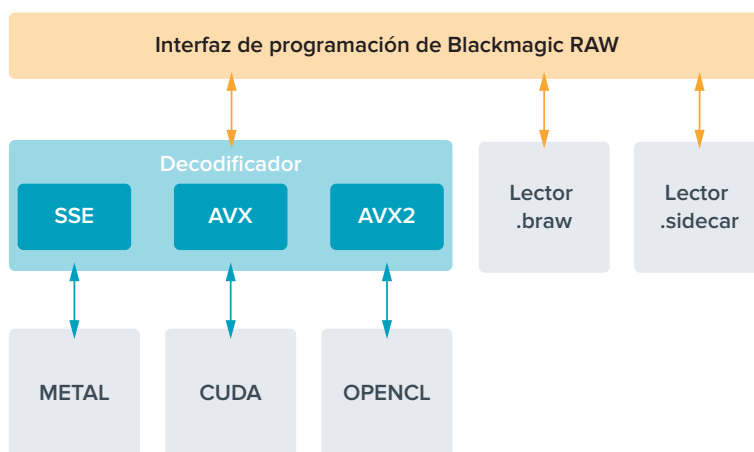 Interfaz de programación de Blackmagic RAW
Decodificador
SSE
AVX
AVX2
Lector
.braw
Lector
.sidecar
METAL
CUDA
OPENCL